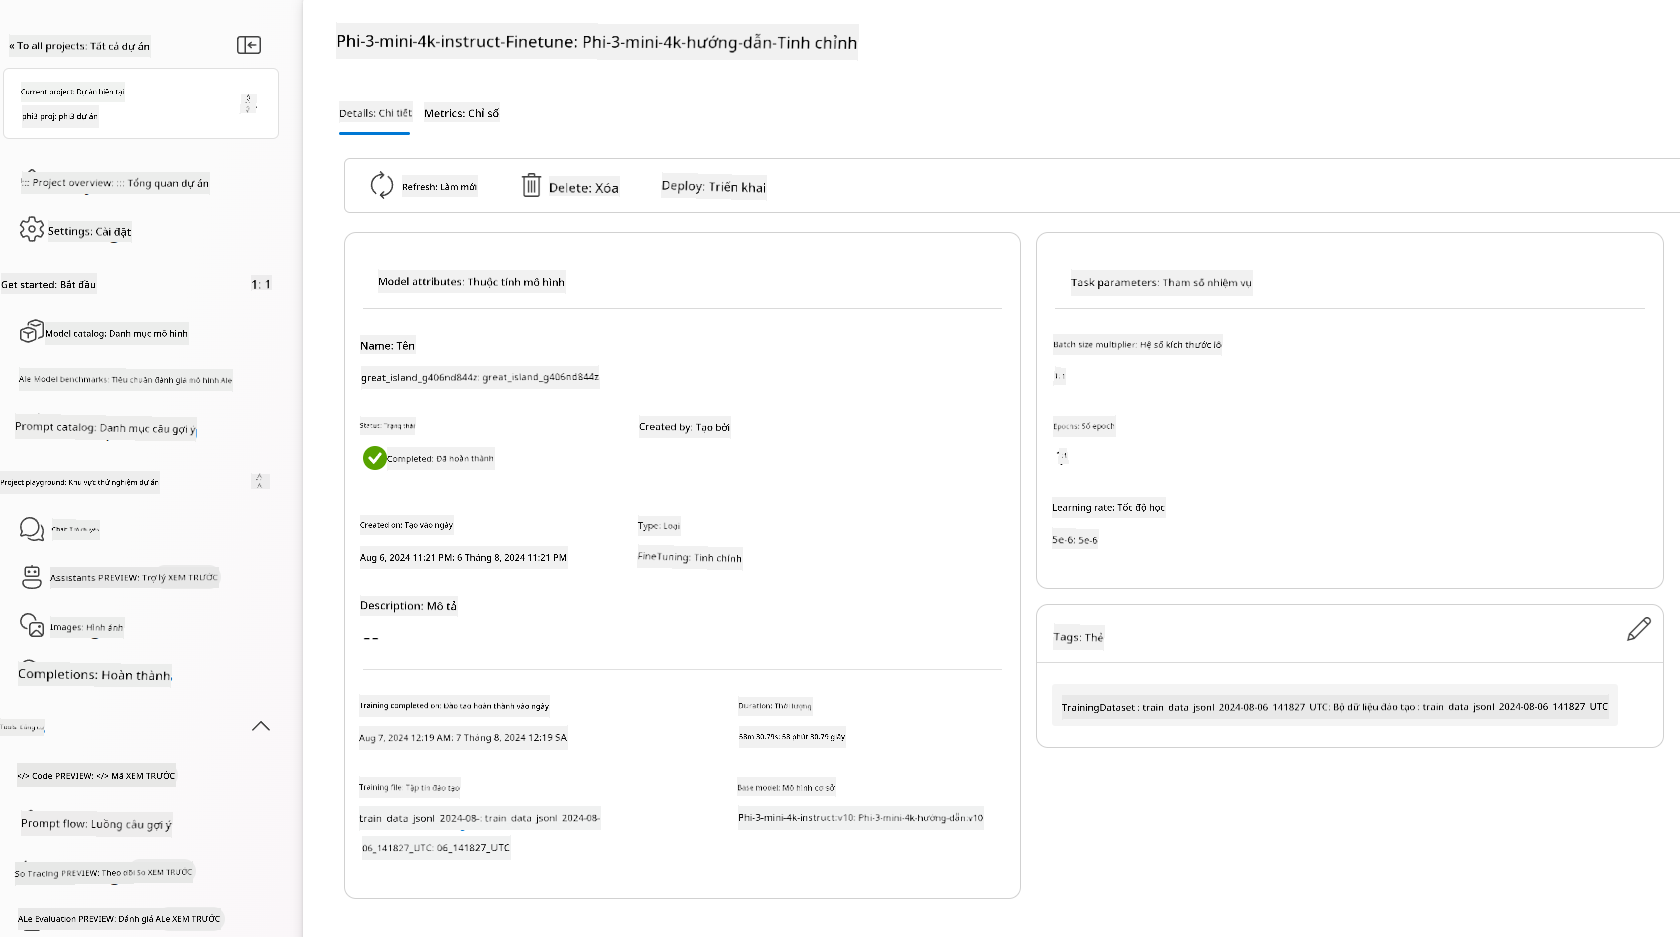 « To all projects: Tất cả dự án
Current project: Dự án hiện tại
phi3 proj: phi3 dự án
::: Project overview: ::: Tổng quan dự án
Settings: Cài đặt
Get started: Bắt đầu
1: 1
Model catalog: Danh mục mô hình
Ale Model benchmarks: Tiêu chuẩn đánh giá mô hình Ale
Prompt catalog: Danh mục câu gợi ý
Project playground: Khu vực thử nghiệm dự án
Chat: Trò chuyện
Assistants PREVIEW: Trợ lý XEM TRƯỚC
Images: Hình ảnh
Completions: Hoàn thành
Tools: Công cụ
</> Code PREVIEW: </> Mã XEM TRƯỚC
Prompt flow: Luồng câu gợi ý
So Tracing PREVIEW: Theo dõi So XEM TRƯỚC
ALe Evaluation PREVIEW: Đánh giá ALe XEM TRƯỚC
Phi-3-mini-4k-instruct-Finetune: Phi-3-mini-4k-hướng-dẫn-Tinh chỉnh
Details: Chi tiết
Metrics: Chỉ số
Refresh: Làm mới
Delete: Xóa
Deploy: Triển khai
Model attributes: Thuộc tính mô hình
Name: Tên
great_island_g406nd844z: great_island_g406nd844z
Status: Trạng thái
Created by: Tạo bởi
Completed: Đã hoàn thành
Created on: Tạo vào ngày
Type: Loại
Aug 6, 2024 11:21 PM: 6 Tháng 8, 2024 11:21 PM
FineTuning: Tinh chỉnh
Description: Mô tả
--
Training completed on: Đào tạo hoàn thành vào ngày
Duration: Thời lượng
Aug 7, 2024 12:19 AM: 7 Tháng 8, 2024 12:19 SA
58m 30.79s: 58 phút 30.79 giây
Training file: Tập tin đào tạo
Base model: Mô hình cơ sở
train data jsonl 2024-08-: train data jsonl 2024-08-
Phi-3-mini-4k-instruct:v10: Phi-3-mini-4k-hướng-dẫn:v10
06_141827_UTC: 06_141827_UTC
Task parameters: Tham số nhiệm vụ
Batch size multiplier: Hệ số kích thước lô
1: 1
Epochs: Số epoch
Learning rate: Tốc độ học
5e-6: 5e-6
Tags: Thẻ
TrainingDataset : train data jsonl 2024-08-06 141827 UTC: Bộ dữ liệu đào tạo : train data jsonl 2024-08-06 141827 UTC